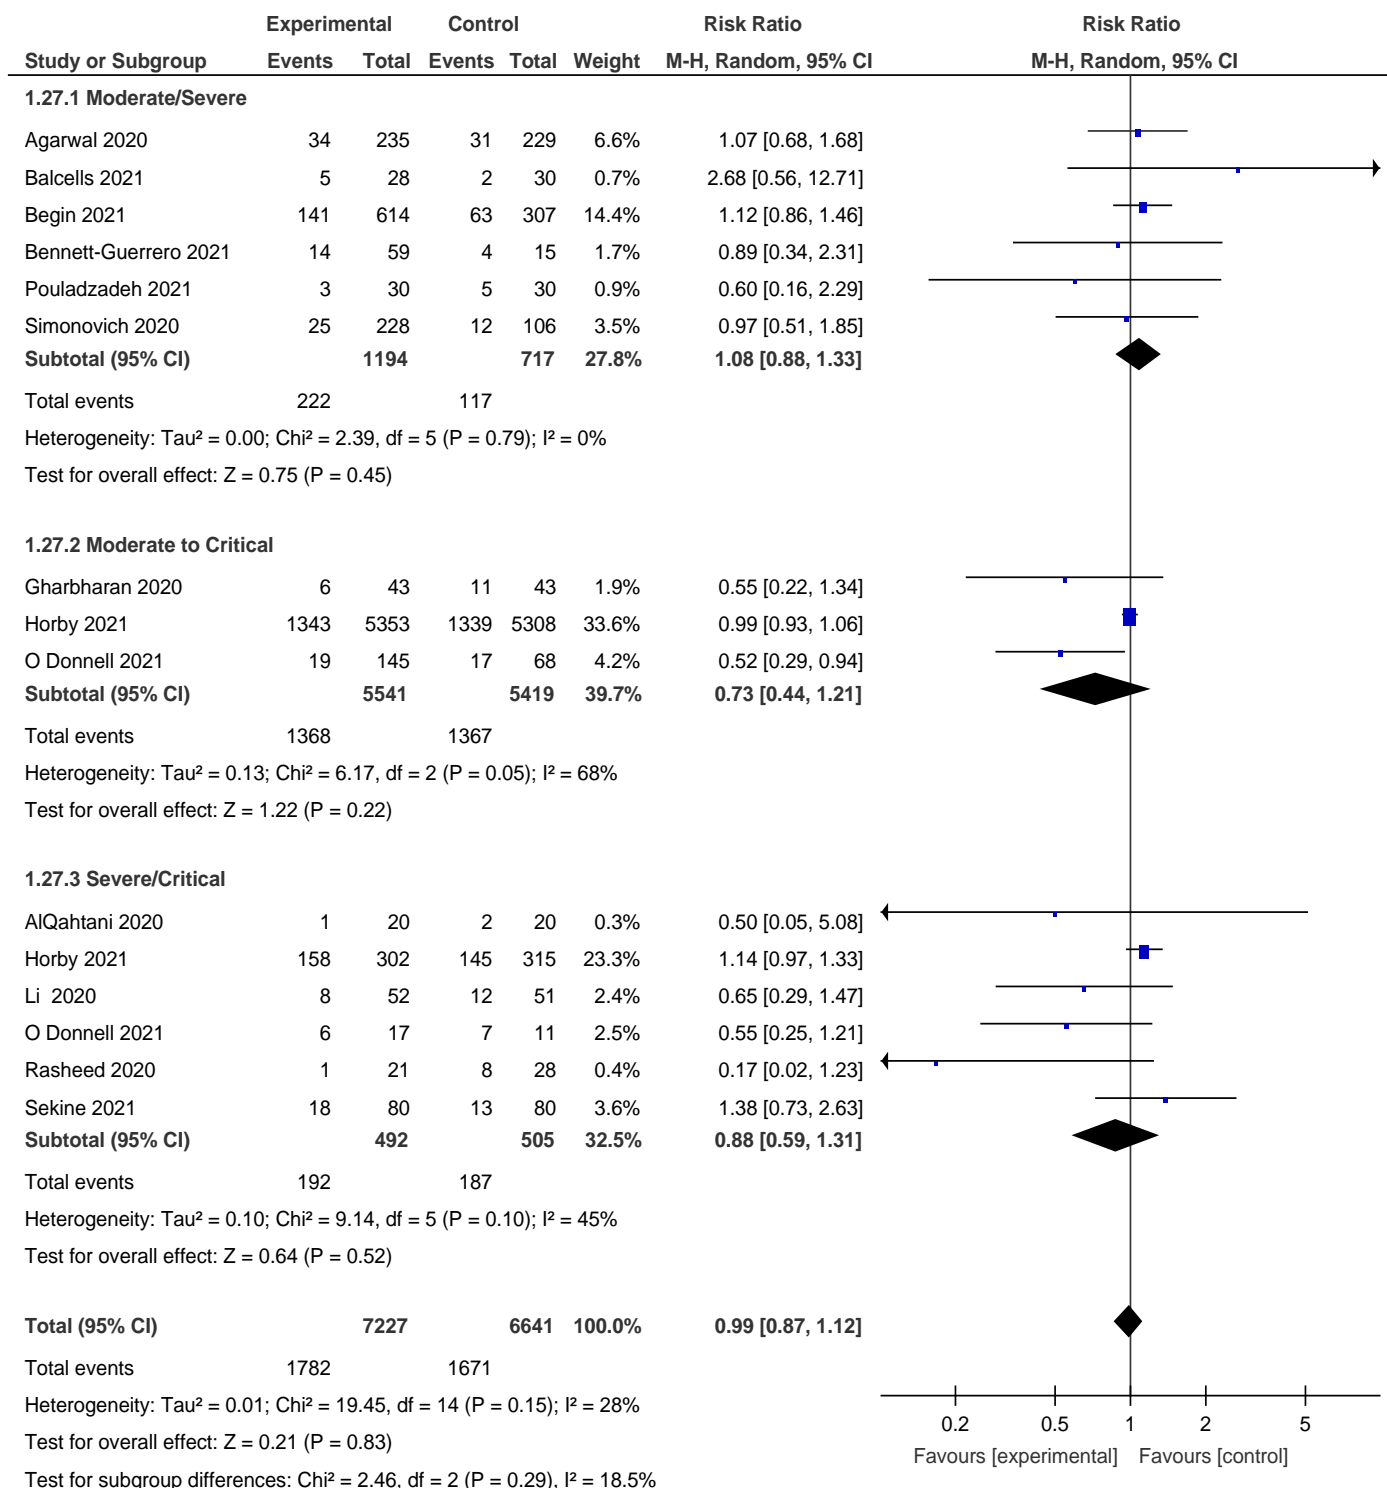 Experimental Control Risk Ratio Risk Ratio
Study or Subgroup Events Total Events Total Weight M-H, Random, 95% CI M-H, Random, 95% CI
1.27.1 Moderate/Severe
Agarwal 2020 34 235 31 229 6.6% 1.07 [0.68, 1.68]
Balcells 2021 5 28 2 30 0.7% 2.68 [0.56, 12.71]
Begin 2021 141 614 63 307 14.4% 1.12 [0.86, 1.46]
Bennett-Guerrero 2021 14 59 4 15 1.7% 0.89 [0.34, 2.31]
Pouladzadeh 2021 3 30 5 30 0.9% 0.60 [0.16, 2.29]
Simonovich 2020 25 228 12 106 3.5% 0.97 [0.51, 1.85]
Subtotal (95% CI) 1194 717 27.8% 1.08 [0.88, 1.33]
Total events 222 117
Heterogeneity: Tau² = 0.00; Chi² = 2.39, df = 5 (P = 0.79); I² = 0%
Test for overall effect: Z = 0.75 (P = 0.45)
1.27.2 Moderate to Critical
Gharbharan 2020 6 43 11 43 1.9% 0.55 [0.22, 1.34]
Horby 2021 1343 5353 1339 5308 33.6% 0.99 [0.93, 1.06]
O Donnell 2021 19 145 17 68 4.2% 0.52 [0.29, 0.94]
Subtotal (95% CI) 5541 5419 39.7% 0.73 [0.44, 1.21]
Total events 1368 1367
Heterogeneity: Tau² = 0.13; Chi² = 6.17, df = 2 (P = 0.05); I² = 68%
Test for overall effect: Z = 1.22 (P = 0.22)
1.27.3 Severe/Critical
AlQahtani 2020 1 20 2 20 0.3% 0.50 [0.05, 5.08]
Horby 2021 158 302 145 315 23.3% 1.14 [0.97, 1.33]
Li 2020 8 52 12 51 2.4% 0.65 [0.29, 1.47]
O Donnell 2021 6 17 7 11 2.5% 0.55 [0.25, 1.21]
Rasheed 2020 1 21 8 28 0.4% 0.17 [0.02, 1.23]
Sekine 2021 18 80 13 80 3.6% 1.38 [0.73, 2.63]
Subtotal (95% CI) 492 505 32.5% 0.88 [0.59, 1.31]
Total events 192 187
Heterogeneity: Tau² = 0.10; Chi² = 9.14, df = 5 (P = 0.10); I² = 45%
Test for overall effect: Z = 0.64 (P = 0.52)
Total (95% CI) 7227 6641 100.0% 0.99 [0.87, 1.12]
Total events 1782 1671
Heterogeneity: Tau² = 0.01; Chi² = 19.45, df = 14 (P = 0.15); I² = 28%
Test for overall effect: Z = 0.21 (P = 0.83)
Test for subgroup differences: Chi² = 2.46, df = 2 (P = 0.29), I² = 18.5%
0.2 0.5 1 2 5
Favours [experimental] Favours [control]